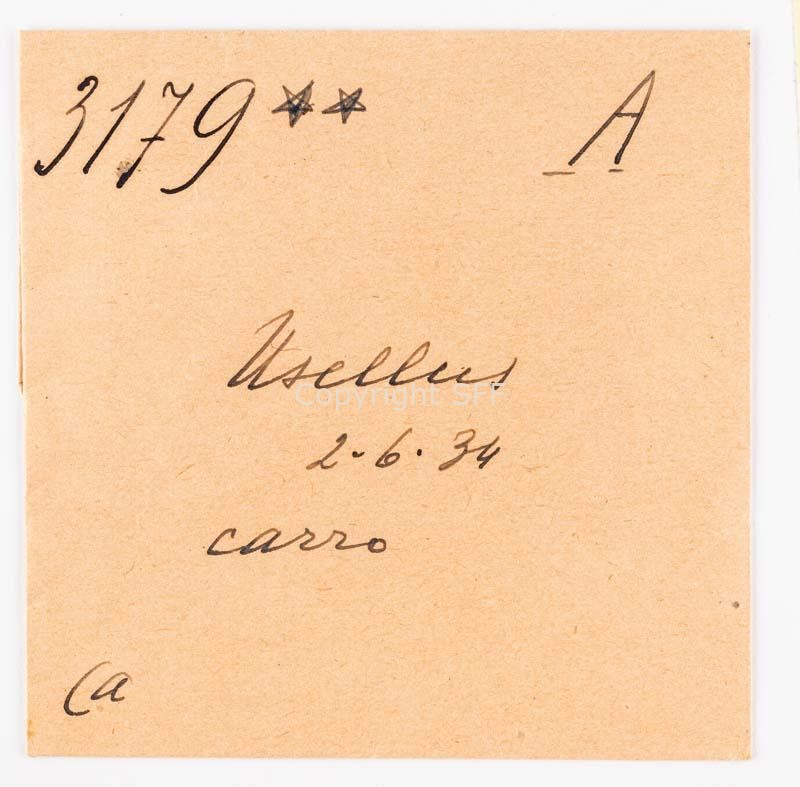 3179 ** A
Usellus
Copyright SFF
2-6-34
carro
Ca